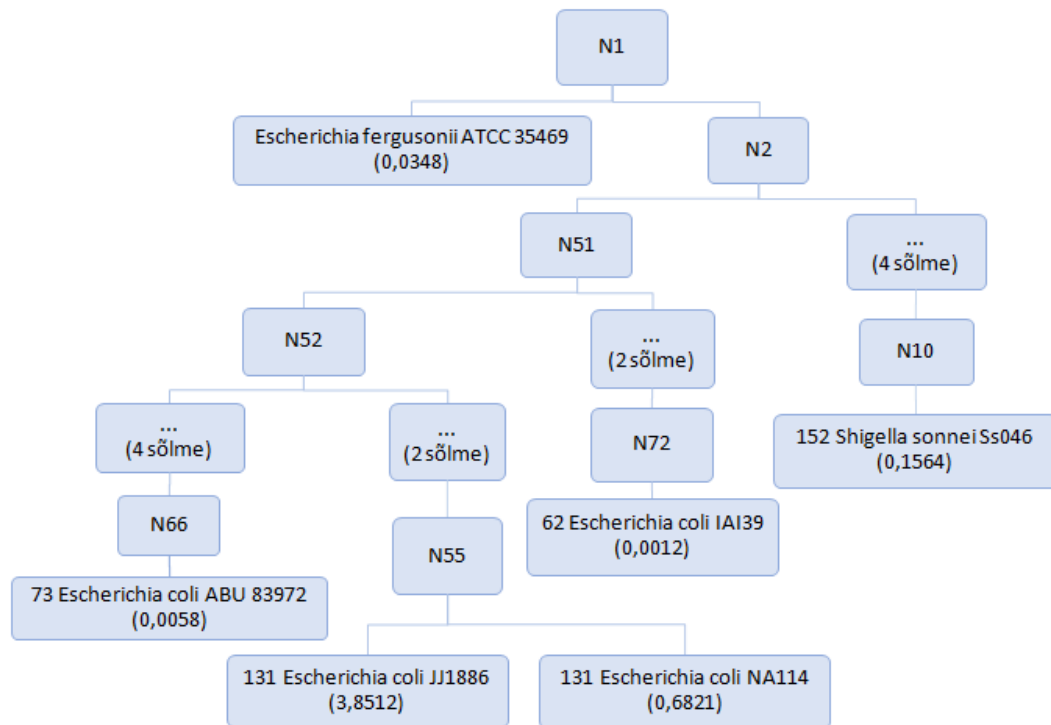 N1
Escherichia fergusonii ATCC 35469
(0,0348)
N2
N51
...
(4 sõlme)
N52
...
(2 sõlme)
N10
...
(4 sõlme)
...
(2 sõlme)
N72
152 Shigella sonnei Ss046
(0,1564)
N66
N55
62 Escherichia coli IAI39
(0,0012)
73 Escherichia coli ABU 83972
(0,0058)
131 Escherichia coli JJ1886
(3,8512)
131 Escherichia coli NA114
(0,6821)